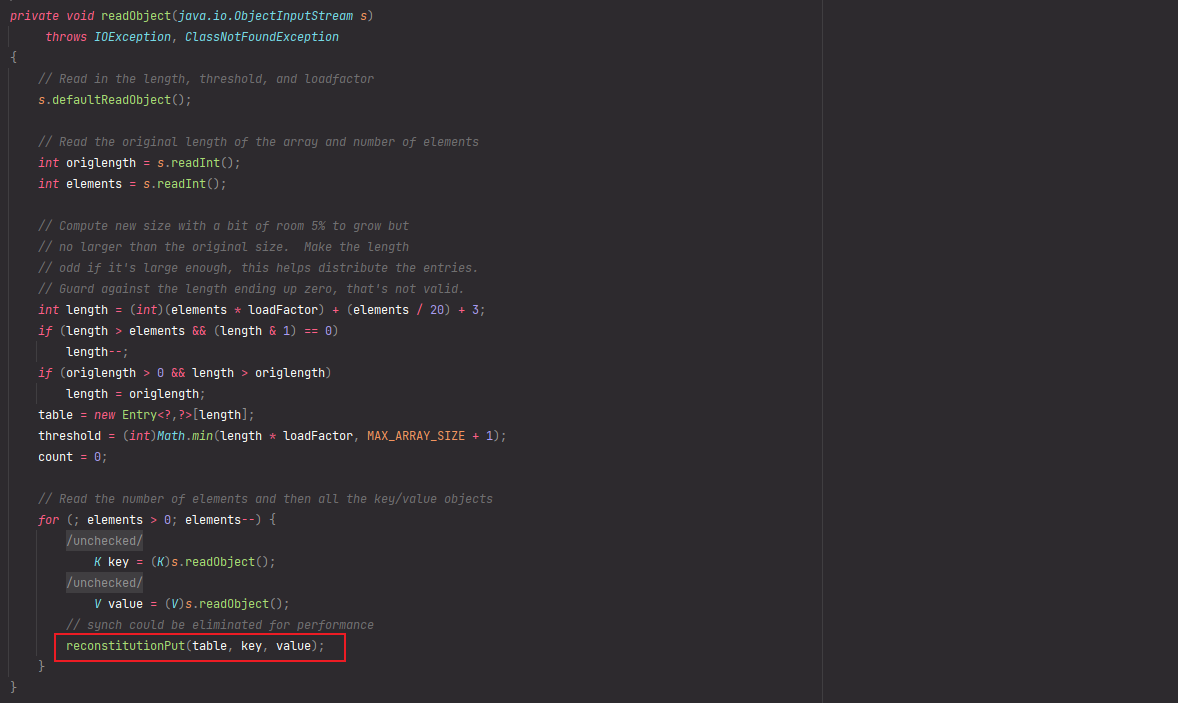 private void readObject(java.io.ObjectInputStream s)
     throws IOException, ClassNotFoundException
{
    // Read in the length, threshold, and loadfactor
    s.defaultReadObject();
    // Read the original length of the array and number of elements
    int origlength = s.readInt();
    int elements = s.readInt();
    // Compute new size with a bit of room 5% to grow but
    // no larger than the original size.  Make the length
    // odd if it's large enough, this helps distribute the entries.
    // Guard against the length ending up zero, that's not valid.
    int length = (int)(elements * loadFactor) + (elements / 20) + 3;
    if (length > elements && (length & 1) == 0)
        length--;
    if (origlength > 0 && length > origlength)
        length = origlength;
    table = new Entry<?,?>[length];
    threshold = (int)Math.min(length * loadFactor, MAX_ARRAY_SIZE + 1);
    count = 0;
    // Read the number of elements and then all the key/value objects
    for (; elements > 0; elements--) {
        /unchecked/
            K key = (K)s.readObject();
        /unchecked/
            V value = (V)s.readObject();
        // synch could be eliminated for performance
        reconstitutionPut(table, key, value);
    }
}